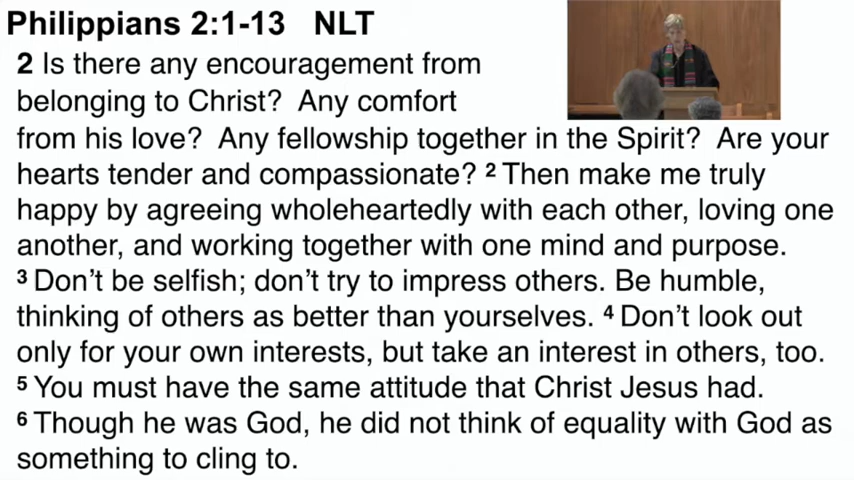 Philippians 2:1-13 NLT
2 Is there any encouragement from
belonging to Christ? Any comfort
from his love? Any fellowship together in the Spirit? Are your
hearts tender and compassionate? 2 Then make me truly
happy by agreeing wholeheartedly with each other, loving one
another, and working together with one mind and purpose.
3 Don’t be selfish; don’t try to impress others. Be humble,
thinking of others as better than yourselves. 4 Don’t look out
only for your own interests, but take an interest in others, too.
5 You must have the same attitude that Christ Jesus had.
6 Though he was God, he did not think of equality with God as
something to cling to.